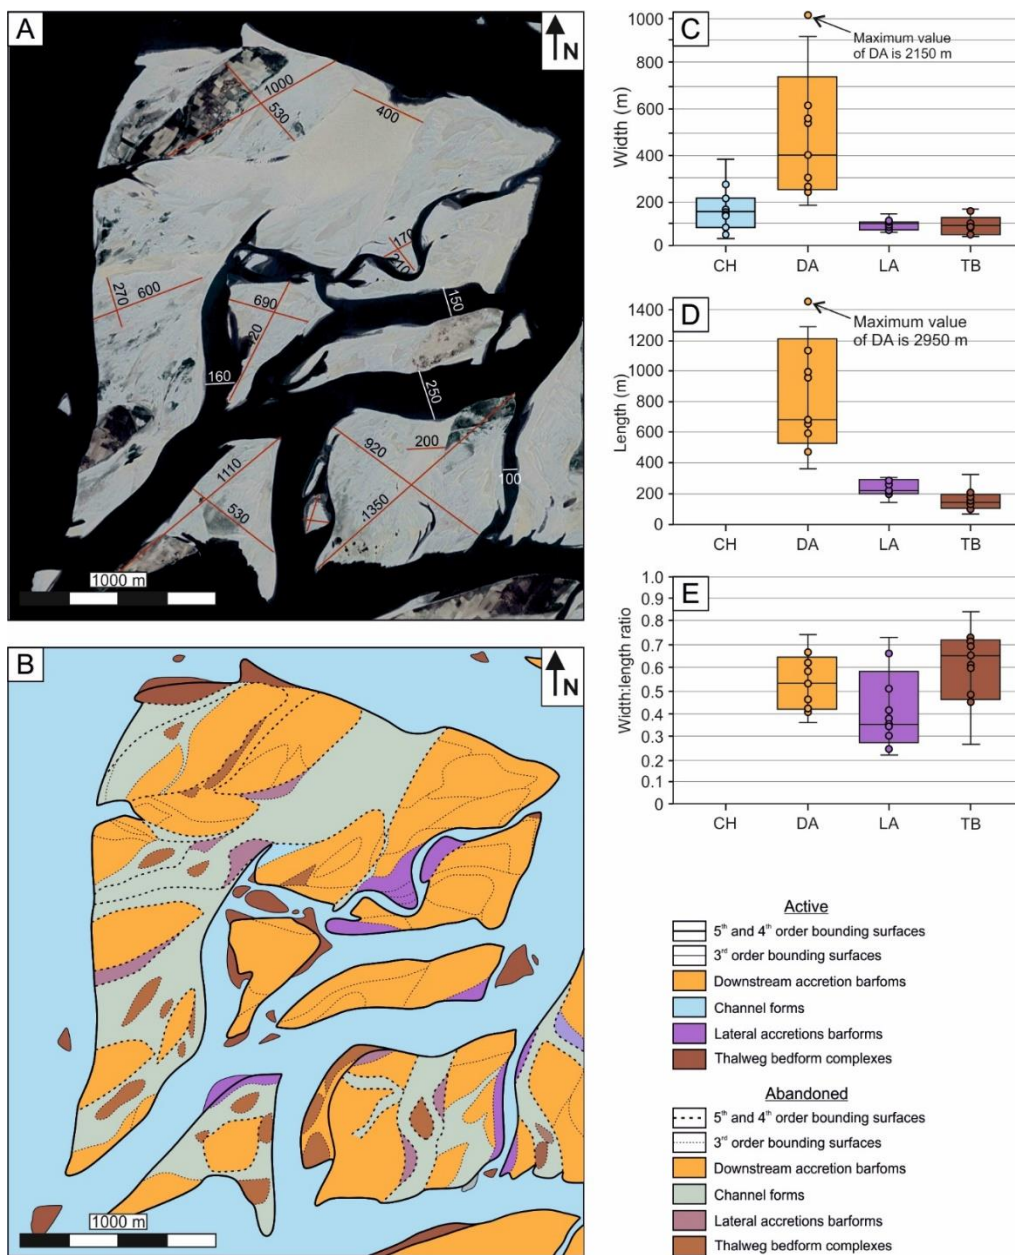 A
N
1000
530
400
170
210
270
600
690
150
160
250
200
920
1110
530
1350
100
1000 m
B
N
1000 m
C
Maximum value
of DA is 2150 m
Width (m)
1000
800
600
400
200
0
CH DA LA TB
D
Maximum value
of DA is 2950 m
Length (m)
1400
1200
1000
800
600
400
200
0
CH DA LA TB
E
Width:length ratio
1.0
0.9
0.8
0.7
0.6
0.5
0.4
0.3
0.2
0.1
0
CH DA LA TB
Active
5th and 4th order bounding surfaces
3rd order bounding surfaces
Downstream accretion barfoms
Channel forms
Lateral accretions barforms
Thalweg bedform complexes
Abandoned
5th and 4th order bounding surfaces
3rd order bounding surfaces
Downstream accretion barfoms
Channel forms
Lateral accretions barforms
Thalweg bedform complexes